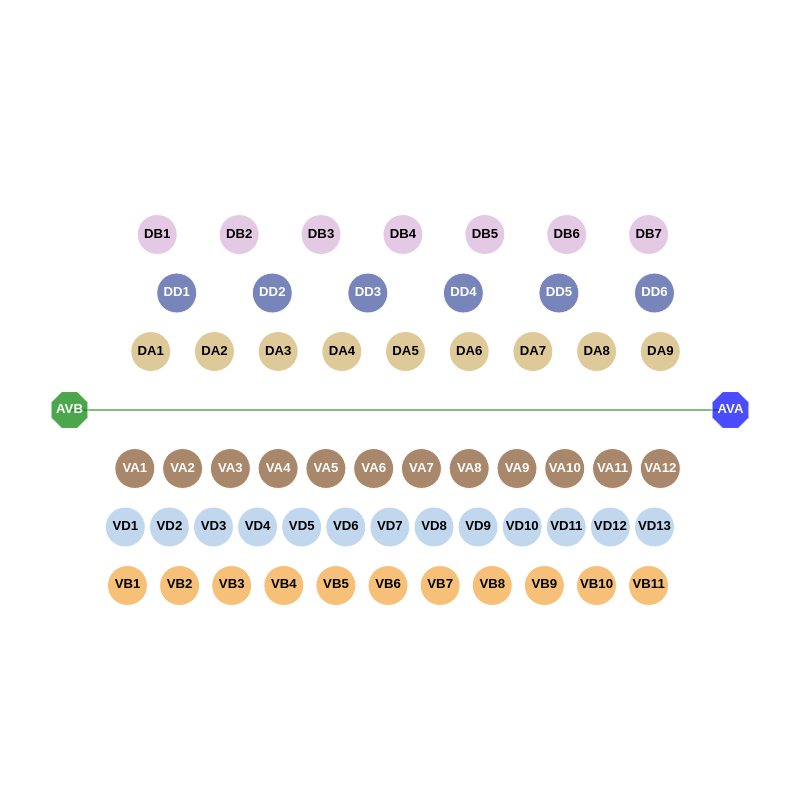 DB1 DB2 DB3 DB4 DB5 DB6 DB7
DD1 DD2 DD3 DD4 DD5 DD6
DA1 DA2 DA3 DA4 DA5 DA6 DA7 DA8 DA9
AVB AVA
VA1 VA2 VA3 VA4 VA5 VA6 VA7 VA8 VA9 VA10 VA11 VA12
VD1 VD2 VD3 VD4 VD5 VD6 VD7 VD8 VD9 VD10 VD11 VD12 VD13
VB1 VB2 VB3 VB4 VB5 VB6 VB7 VB8 VB9 VB10 VB11